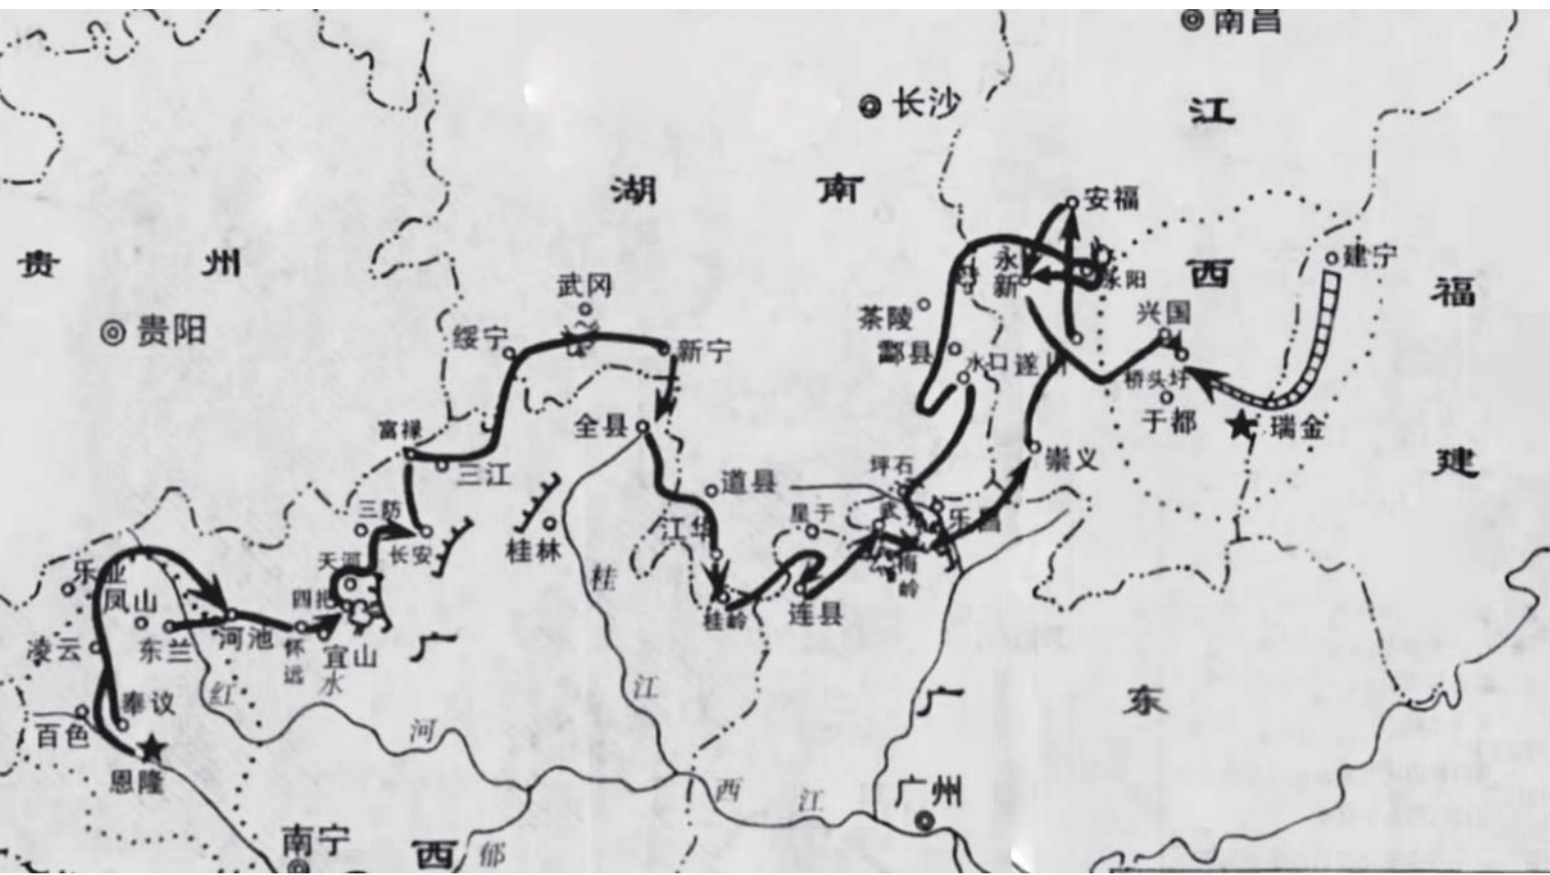 南昌
长沙
江
湖 南
安福
西
建宁
永新
永阳
贵 州
福
武冈
茶陵
兴国
贵阳
绥宁
新宁
酃县
水口
遂川
桥头圩
于都
瑞金
富禄
全县
三江
崇义
建
坪石
道县
三防
星子
乐昌
江华
长安
桂林
天河
梅岭
乐业
凤山
四把
桂
连县
桂岭
河池
怀远
东兰
凌云
宜山
广
水
红
江
奉议
河
百色
广
东
恩隆
西 江
广州
南宁
西
郁